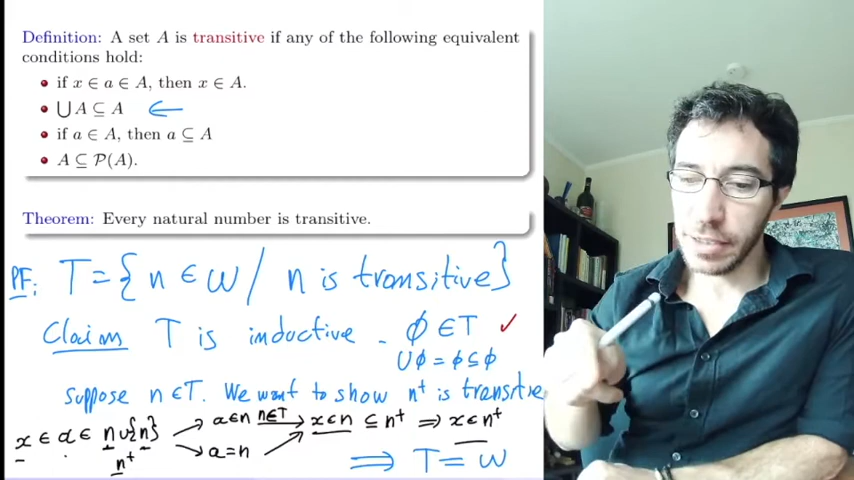 Definition: A set A is transitive if any of the following equivalent
conditions hold:
• if x ∈ a ∈ A, then x ∈ A.
• ⋃ A ⊆ A ⟵
• if a ∈ A, then a ⊆ A
• A ⊆ P(A).
Theorem: Every natural number is transitive.
PF: T = { n ∈ ω / n is transitive }
Claim T is inductive. ∅ ∈ T ✓
∪∅ = ∅ ⊆ ∅
suppose n ∈ T. We want to show n⁺ is transitive
x ∈ a ∈ n ∪ {n} → a ∈ n n∈T → x ∈ n ⊆ n⁺ ⇒ x ∈ n⁺
n⁺ → a = n →
⟹ T = ω